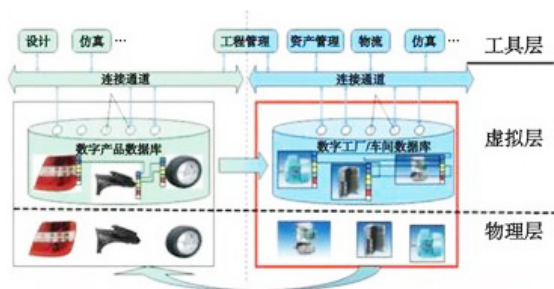 设计 仿真 … 工程管理 资产管理 物流 仿真 … 工具层
连接通道 连接通道
数字产品数据库 数字工厂/车间数据库 虚拟层
物理层